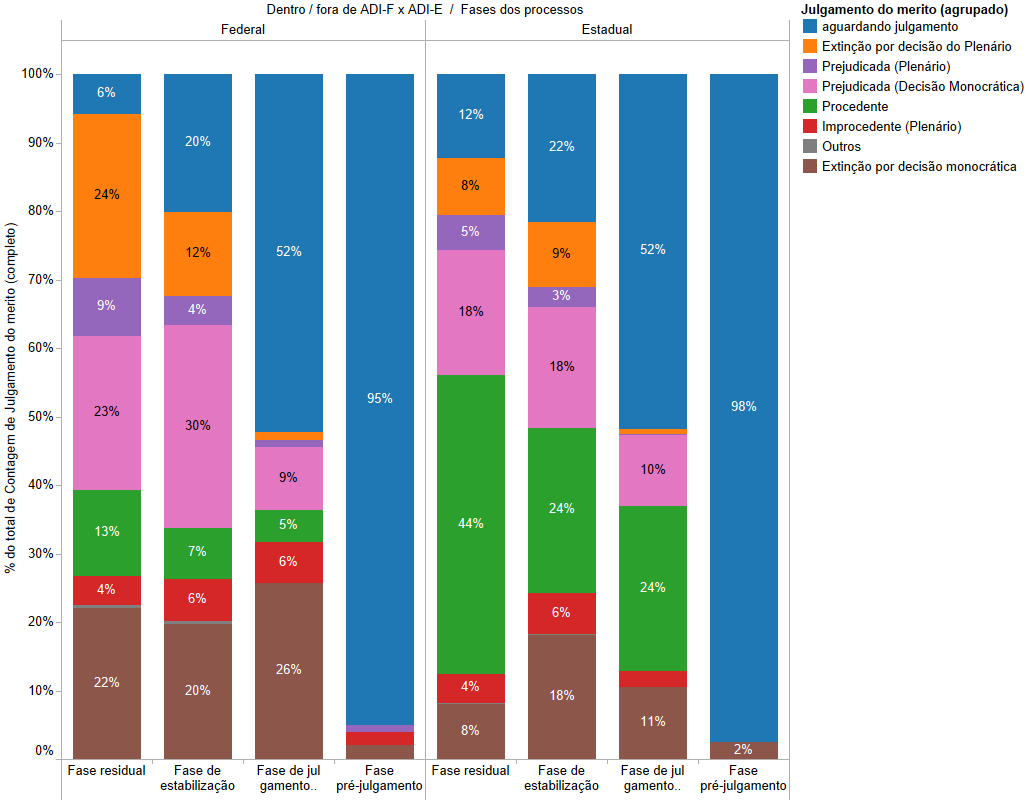 Dentro / fora de ADI-F x ADI-E / Fases dos processos
Federal
Estadual
% do total de Contagem de Julgamento do merito (completo)
100%
90%
80%
70%
60%
50%
40%
30%
20%
10%
0%
6%
24%
9%
23%
13%
4%
22%
20%
12%
4%
30%
7%
6%
20%
52%
9%
5%
6%
26%
95%
12%
8%
5%
18%
44%
4%
8%
22%
9%
3%
18%
24%
6%
18%
52%
10%
24%
11%
98%
2%
Fase residual
Fase de
estabilização
Fase de jul
gamento..
Fase
pré-julgamento
Fase residual
Fase de
estabilização
Fase de jul
gamento..
Fase
pré-julgamento
Julgamento do merito (agrupado)
aguardando julgamento
Extinção por decisão do Plenário
Prejudicada (Plenário)
Prejudicada (Decisão Monocrática)
Procedente
Improcedente (Plenário)
Outros
Extinção por decisão monocrática